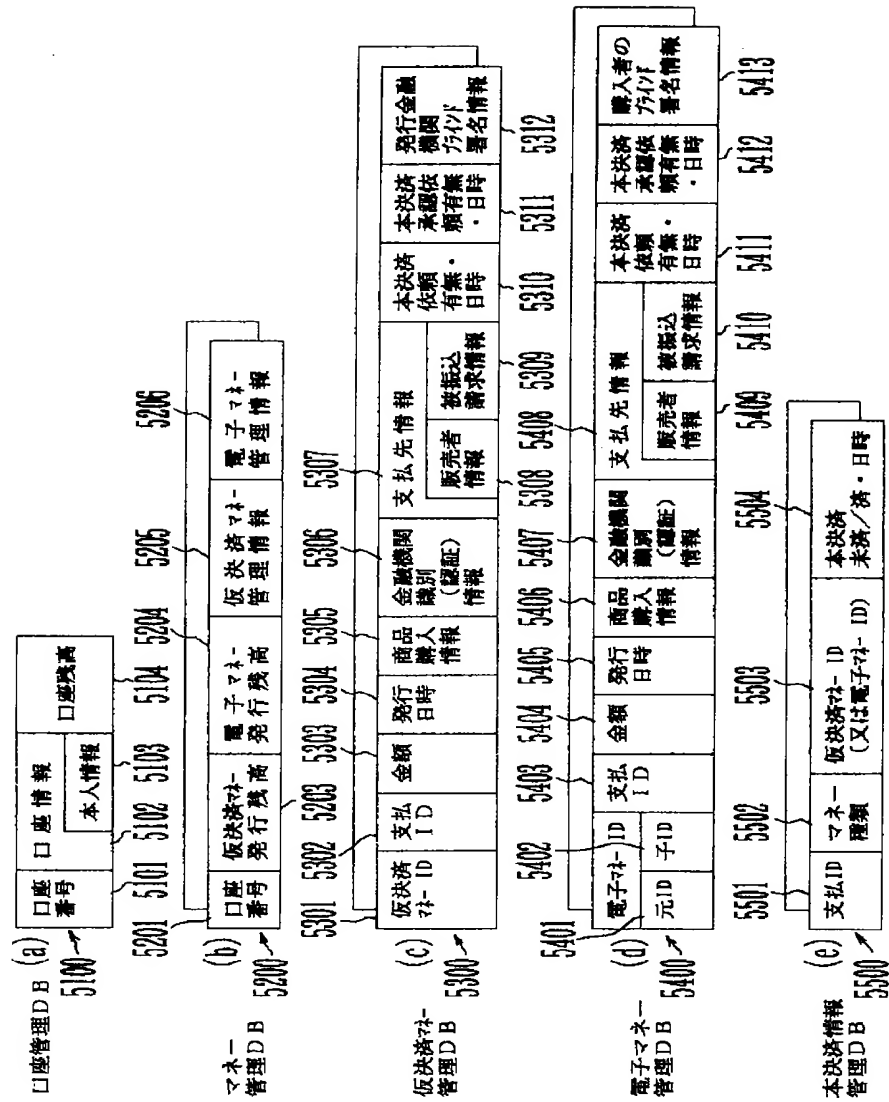 口座管理DB
(a)
5100
口座
番号
口座情報
本人情報
口座残高
5101
5102
5103
5104
マネー
管理DB
(b)
5200
5201
口座
番号
仮決済マネー
発行残高
電子マネー
発行残高
仮決済マネー
管理情報
電子マネー
管理情報
5203
5204
5205
5206
仮決済マネー
管理DB
(c)
5300
5301
5302
5303
5304
5305
5306
5307
仮決済
マネーID
支払
ID
金額
発行
日時
商品
購入
情報
金融機関
識別
(認証)
情報
支払先情報
販売者
情報
被振込
請求情報
本決済
依頼
有無・
日時
本決済
承認依
頼有無
・日時
発行金融
機関
ブラインド
署名情報
5308
5309
5310
5311
5312
電子マネー
管理DB
(d)
5400
5401
5402
5403
5404
5405
5406
5407
5408
電子マネーID
元ID
子ID
支払
ID
金額
発行
日時
商品
購入
情報
金融機関
識別
(認証)
情報
支払先情報
販売者
情報
被振込
請求情報
本決済
依頼
有無・
日時
本決済
承認依
頼有無
・日時
購入者の
ブラインド
署名情報
5409
5410
5411
5412
5413
本決済情報
管理DB
(e)
5500
5501
5502
5503
5504
支払ID
マネー
種類
仮決済マネーID
(又は電子マネーID)
本決済
未済/済・日時